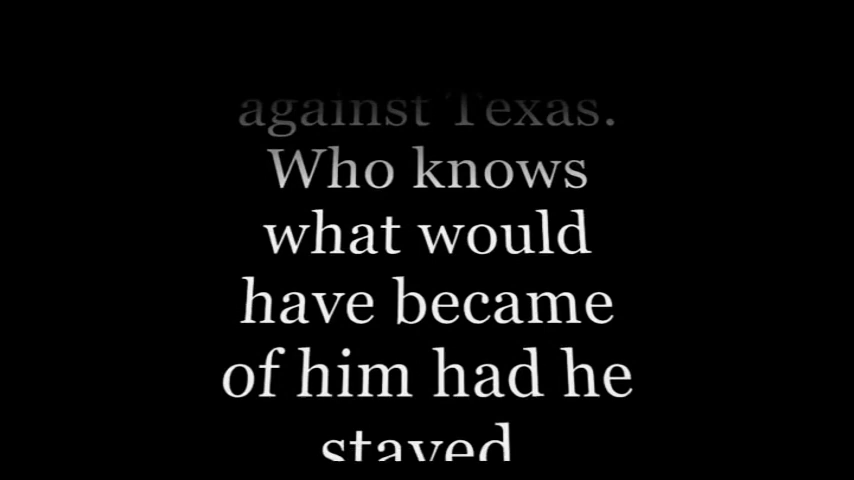 against Texas.
Who knows
what would
have became
of him had he
stayed